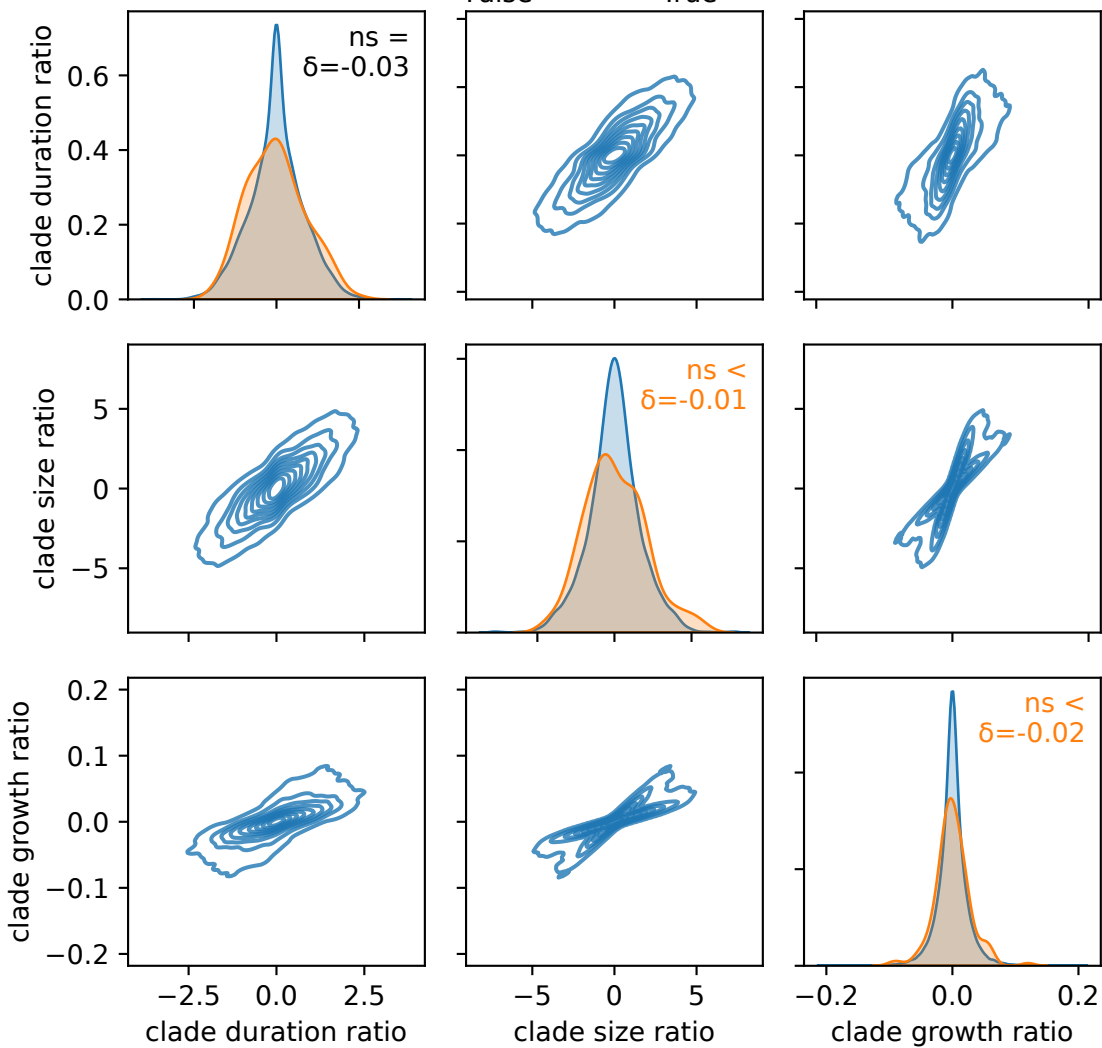 clade duration ratio
0.6
0.4
0.2
0.0
ns =
δ=-0.03
clade size ratio
5
0
−5
ns <
δ=-0.01
clade growth ratio
0.2
0.1
0.0
−0.1
−0.2
ns <
δ=-0.02
−2.5 0.0 2.5
−5 0 5
−0.2 0.0 0.2
clade duration ratio
clade size ratio
clade growth ratio